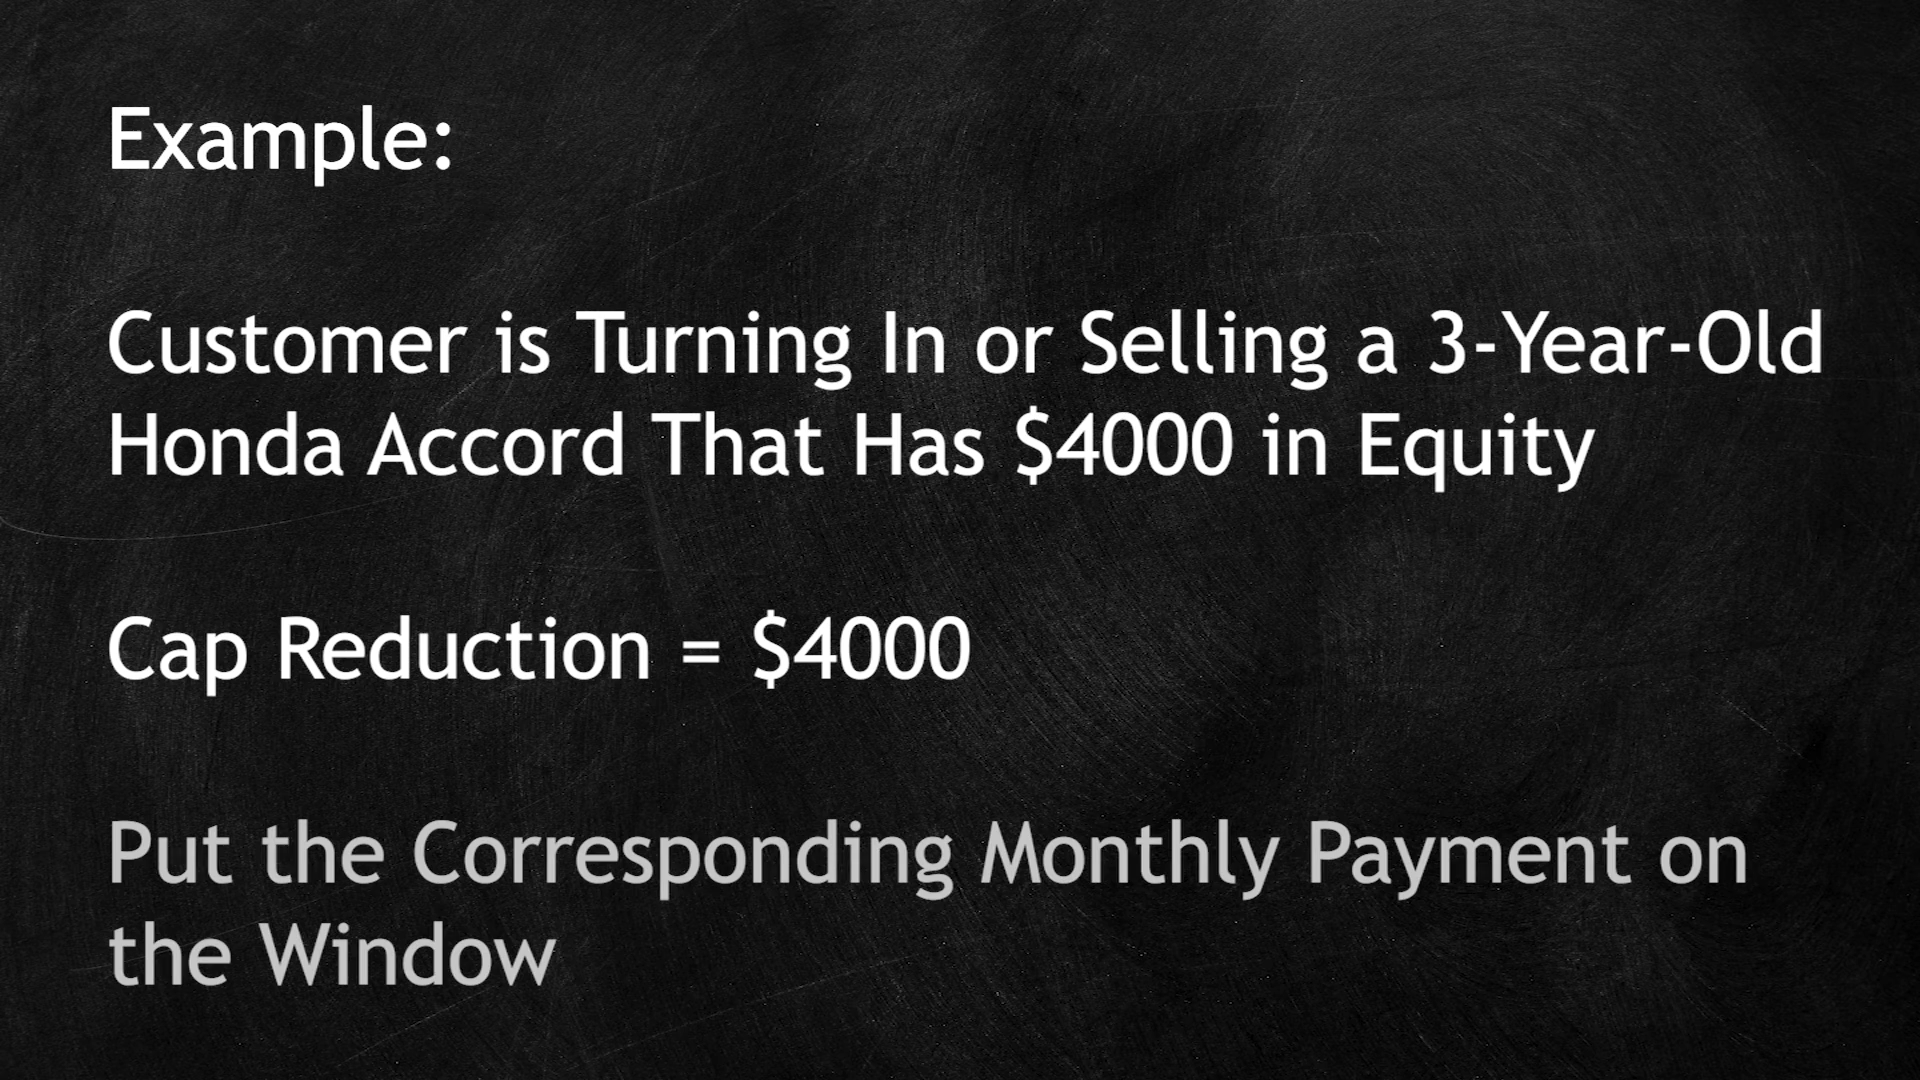 Example:
Customer is Turning In or Selling a 3-Year-Old
Honda Accord That Has $4000 in Equity
Cap Reduction = $4000
Put the Corresponding Monthly Payment on
the Window